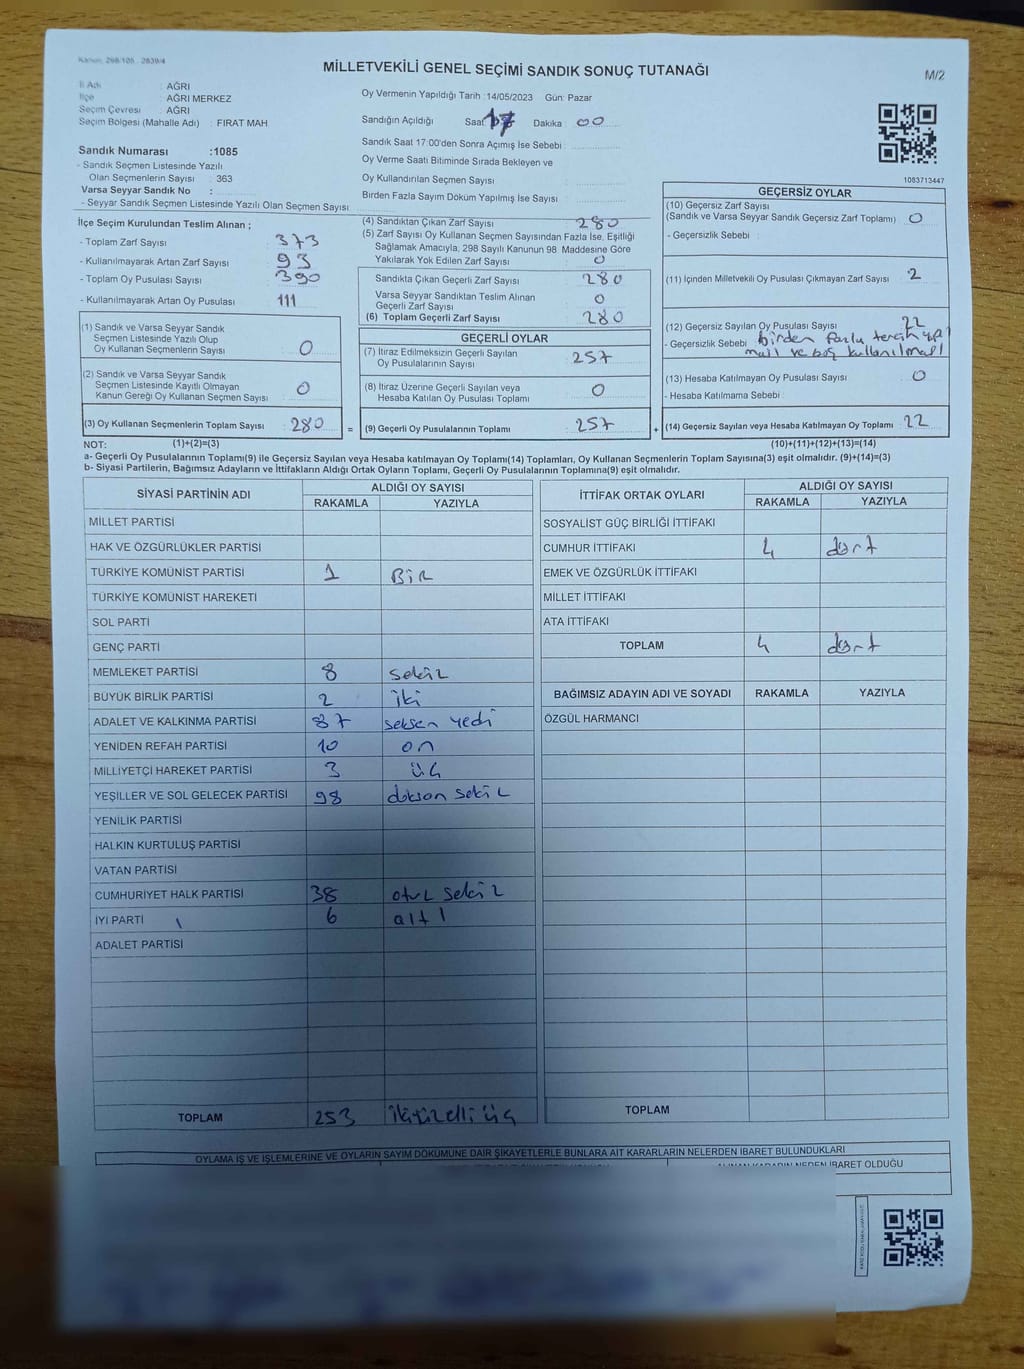 Kanun: 298/105 - 2839/4
MİLLETVEKİLİ GENEL SEÇİMİ SANDIK SONUÇ TUTANAĞI
M/2
İl Adı : AĞRI
İlçe : AĞRI MERKEZ
Seçim Çevresi : AĞRI
Seçim Bölgesi (Mahalle Adı) : FIRAT MAH.
Sandık Numarası :1085
- Sandık Seçmen Listesinde Yazılı
Olan Seçmenlerin Sayısı : 363
Varsa Seyyar Sandık No :
- Seyyar Sandık Seçmen Listesinde Yazılı Olan Seçmen Sayısı:
Oy Vermenin Yapıldığı Tarih :14/05/2023 Gün: Pazar
Sandığın Açıldığı Saat 17 Dakika : 00
Sandık Saat 17:00'den Sonra Açılmış İse Sebebi :
Oy Verme Saati Bitiminde Sırada Bekleyen ve
Oy Kullandırılan Seçmen Sayısı :
Birden Fazla Sayım Döküm Yapılmış İse Sayısı :
1083713447
İlçe Seçim Kurulundan Teslim Alınan ;
- Toplam Zarf Sayısı : 373
- Kullanılmayarak Artan Zarf Sayısı : 93
- Toplam Oy Pusulası Sayısı : 390
- Kullanılmayarak Artan Oy Pusulası : 111
(4) Sandıktan Çıkan Zarf Sayısı : 280
(5) Zarf Sayısı Oy Kullanan Seçmen Sayısından Fazla İse, Eşitliği
Sağlamak Amacıyla, 298 Sayılı Kanunun 98. Maddesine Göre
Yakılarak Yok Edilen Zarf Sayısı : 0
Sandıkta Çıkan Geçerli Zarf Sayısı : 280
Varsa Seyyar Sandıktan Teslim Alınan
Geçerli Zarf Sayısı : 0
(6) Toplam Geçerli Zarf Sayısı : 280
GEÇERSİZ OYLAR
(10) Geçersiz Zarf Sayısı
(Sandık ve Varsa Seyyar Sandık Geçersiz Zarf Toplamı) : 0
- Geçersizlik Sebebi :
(11) İçinden Milletvekili Oy Pusulası Çıkmayan Zarf Sayısı : 2
(12) Geçersiz Sayılan Oy Pusulası Sayısı : 22
- Geçersizlik Sebebi : birden fazla tercih yapıl
ması ve boş kullanılması
(13) Hesaba Katılmayan Oy Pusulası Sayısı : 0
- Hesaba Katılmama Sebebi :
(14) Geçersiz Sayılan veya Hesaba Katılmayan Oy Toplamı : 22
(1) Sandık ve Varsa Seyyar Sandık
Seçmen Listesinde Yazılı Olup
Oy Kullanan Seçmenlerin Sayısı : 0
(2) Sandık ve Varsa Seyyar Sandık
Seçmen Listesinde Kayıtlı Olmayan
Kanun Gereği Oy Kullanan Seçmen Sayısı : 0
(3) Oy Kullanan Seçmenlerin Toplam Sayısı : 280 =
GEÇERLİ OYLAR
(7) İtiraz Edilmeksizin Geçerli Sayılan
Oy Pusulalarının Sayısı : 257
(8) İtiraz Üzerine Geçerli Sayılan veya
Hesaba Katılan Oy Pusulası Toplamı : 0
(9) Geçerli Oy Pusulalarının Toplamı : 257 +
NOT: (1)+(2)=(3) (10)+(11)+(12)+(13)=(14)
a- Geçerli Oy Pusulalarının Toplamı(9) ile Geçersiz Sayılan veya Hesaba katılmayan Oy Toplamı(14) Toplamları, Oy Kullanan Seçmenlerin Toplam Sayısına(3) eşit olmalıdır. (9)+(14)=(3)
b- Siyasi Partilerin, Bağımsız Adayların ve İttifakların Aldığı Ortak Oyların Toplamı, Geçerli Oy Pusulalarının Toplamına(9) eşit olmalıdır.
SİYASİ PARTİNİN ADI ALDIĞI OY SAYISI
RAKAMLA YAZIYLA
MİLLET PARTİSİ
HAK VE ÖZGÜRLÜKLER PARTİSİ
TÜRKİYE KOMÜNİST PARTİSİ 1 BİR
TÜRKİYE KOMÜNİST HAREKETİ
SOL PARTİ
GENÇ PARTİ
MEMLEKET PARTİSİ 8 sekiz
BÜYÜK BİRLİK PARTİSİ 2 iki
ADALET VE KALKINMA PARTİSİ 87 seksen yedi
YENİDEN REFAH PARTİSİ 10 on
MİLLİYETÇİ HAREKET PARTİSİ 3 üç
YEŞİLLER VE SOL GELECEK PARTİSİ 98 doksan sekiz
YENİLİK PARTİSİ
HALKIN KURTULUŞ PARTİSİ
VATAN PARTİSİ
CUMHURİYET HALK PARTİSİ 38 otuz sekiz
İYİ PARTİ 6 altı
ADALET PARTİSİ
TOPLAM 253 ikiyüzelli üç
İTTİFAK ORTAK OYLARI ALDIĞI OY SAYISI
RAKAMLA YAZIYLA
SOSYALİST GÜÇ BİRLİĞİ İTTİFAKI
CUMHUR İTTİFAKI 4 dört
EMEK VE ÖZGÜRLÜK İTTİFAKI
MİLLET İTTİFAKI
ATA İTTİFAKI
TOPLAM 4 dört
BAĞIMSIZ ADAYIN ADI VE SOYADI RAKAMLA YAZIYLA
ÖZGÜL HARMANCI
TOPLAM
OYLAMA İŞ VE İŞLEMLERİNE VE OYLARIN SAYIM DÖKÜMÜNE DAİR ŞİKAYETLERLE BUNLARA AİT KARARLARIN NELERDEN İBARET BULUNDUKLARI
ALINAN KARARIN NEDEN İBARET OLDUĞU